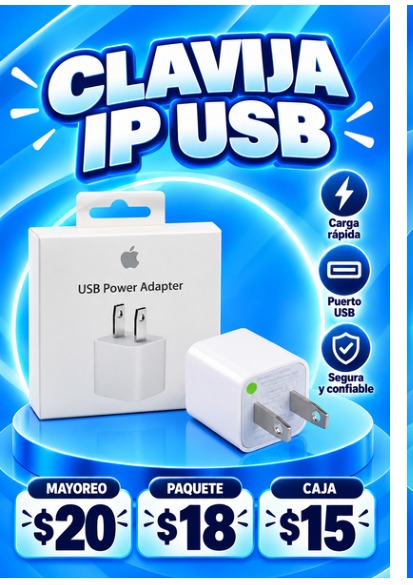 CLAVIJA
IP USB
Carga
rápida
Puerto
USB
Segura
y confiable
USB Power Adapter
MAYOREO
$20
PAQUETE
$18
CAJA
$15